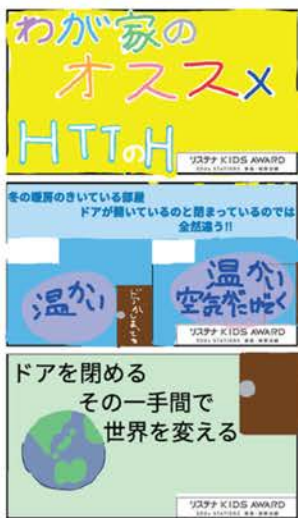 わが家の
オススメ
HTTのH
リステナ KIDS AWARD
冬の暖房のきいている部屋
ドアが開いているのと閉まっているのでは
全然違う!!
温かい
温かい
空気がにげてく
リステナ KIDS AWARD
ドアを閉める
その一手間で
世界を変える
リステナ KIDS AWARD